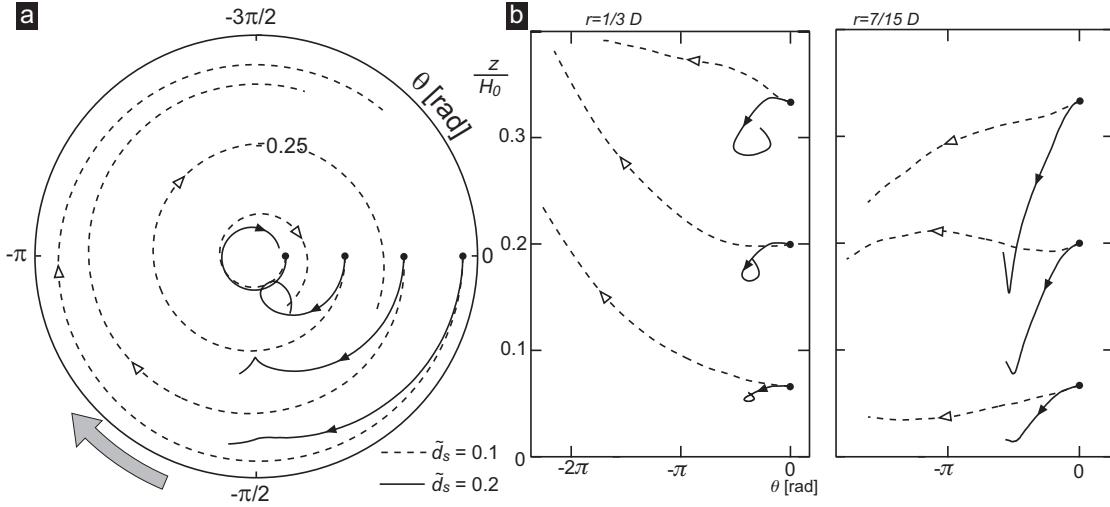 a
-3π/2
θ [rad]
0.25
-π
0
-π/2
d̃s = 0.1
d̃s = 0.2
b
r=1/3 D
r=7/15 D
z/H0
0.3
0.2
0.1
0
-2π
-π
0
θ [rad]
-π
0